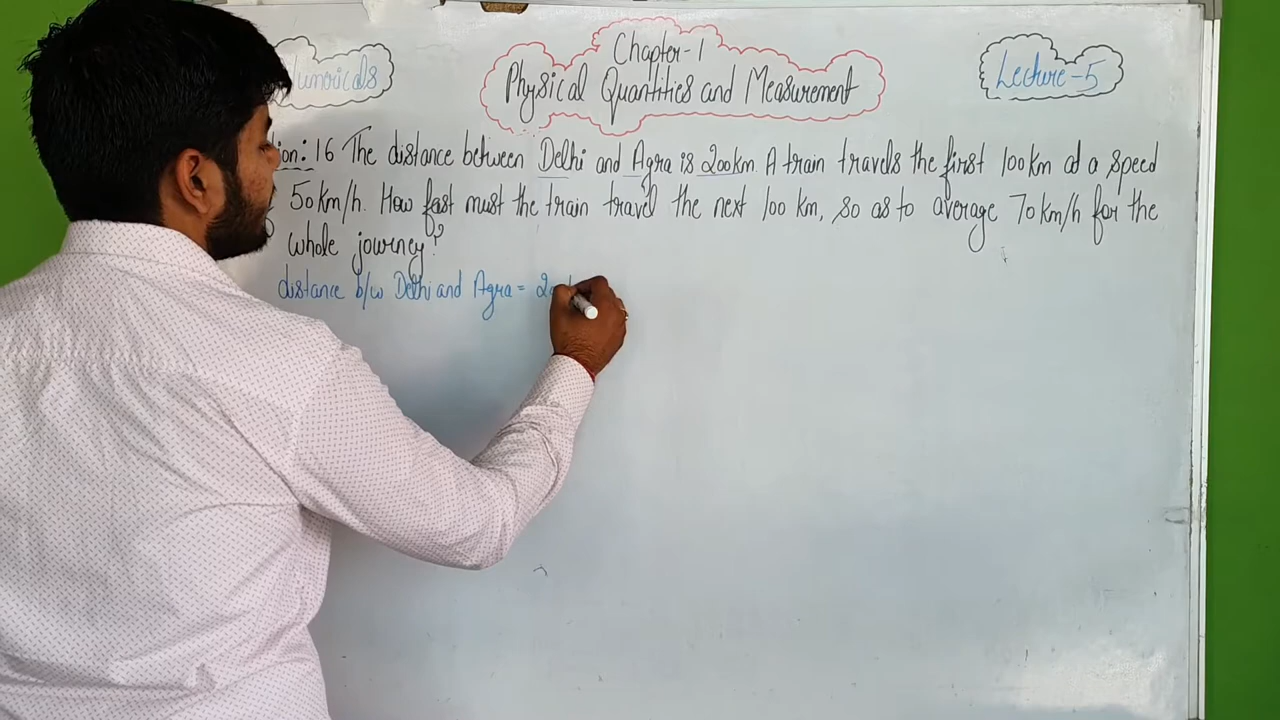 Numericals
Chapter-1
Physical Quantities and Measurement
Lecture-5
16 The distance between Delhi and Agra is 200km. A train travels the first 100km at a speed
50km/h. How fast must the train travel the next 100 km, so as to average 70km/h for the
whole journey?
distance b/w Delhi and Agra =